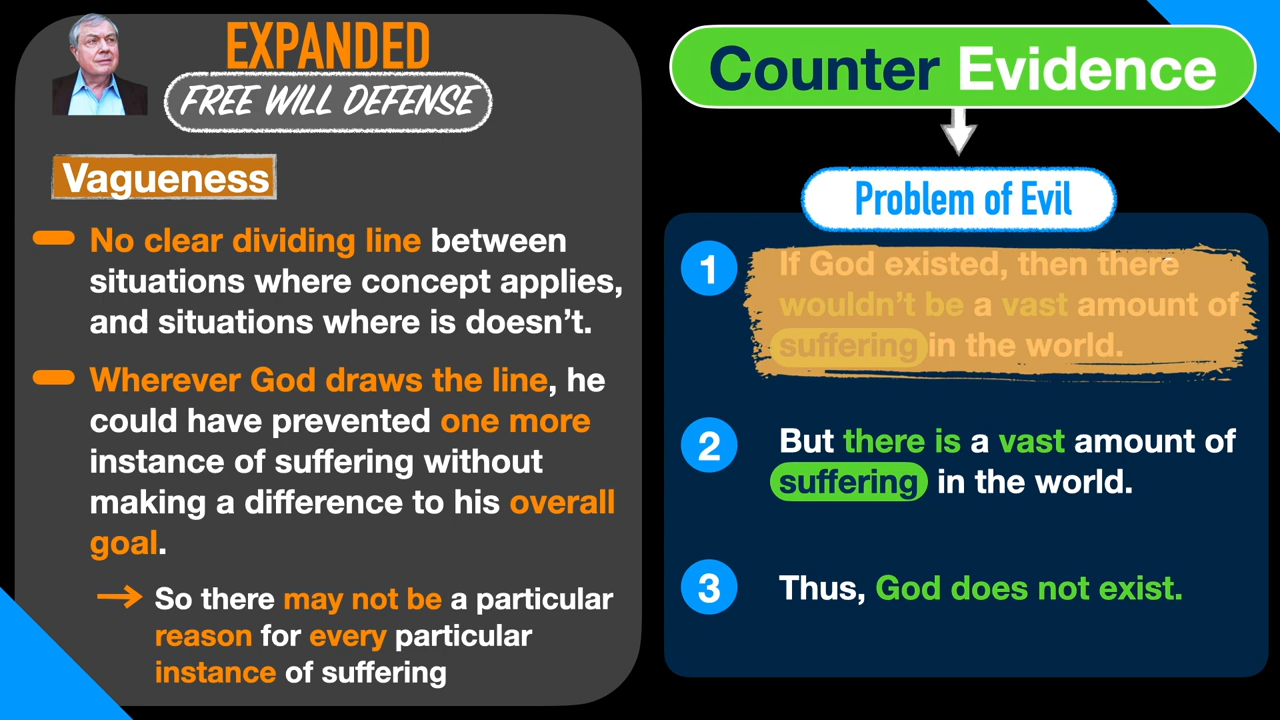 EXPANDED
FREE WILL DEFENSE
Vagueness
No clear dividing line between
situations where concept applies,
and situations where is doesn't.
Wherever God draws the line, he
could have prevented one more
instance of suffering without
making a difference to his overall
goal.
So there may not be a particular
reason for every particular
instance of suffering
Counter Evidence
Problem of Evil
1 If God existed, then there
wouldn't be a vast amount of
suffering in the world.
2 But there is a vast amount of
suffering in the world.
3 Thus, God does not exist.